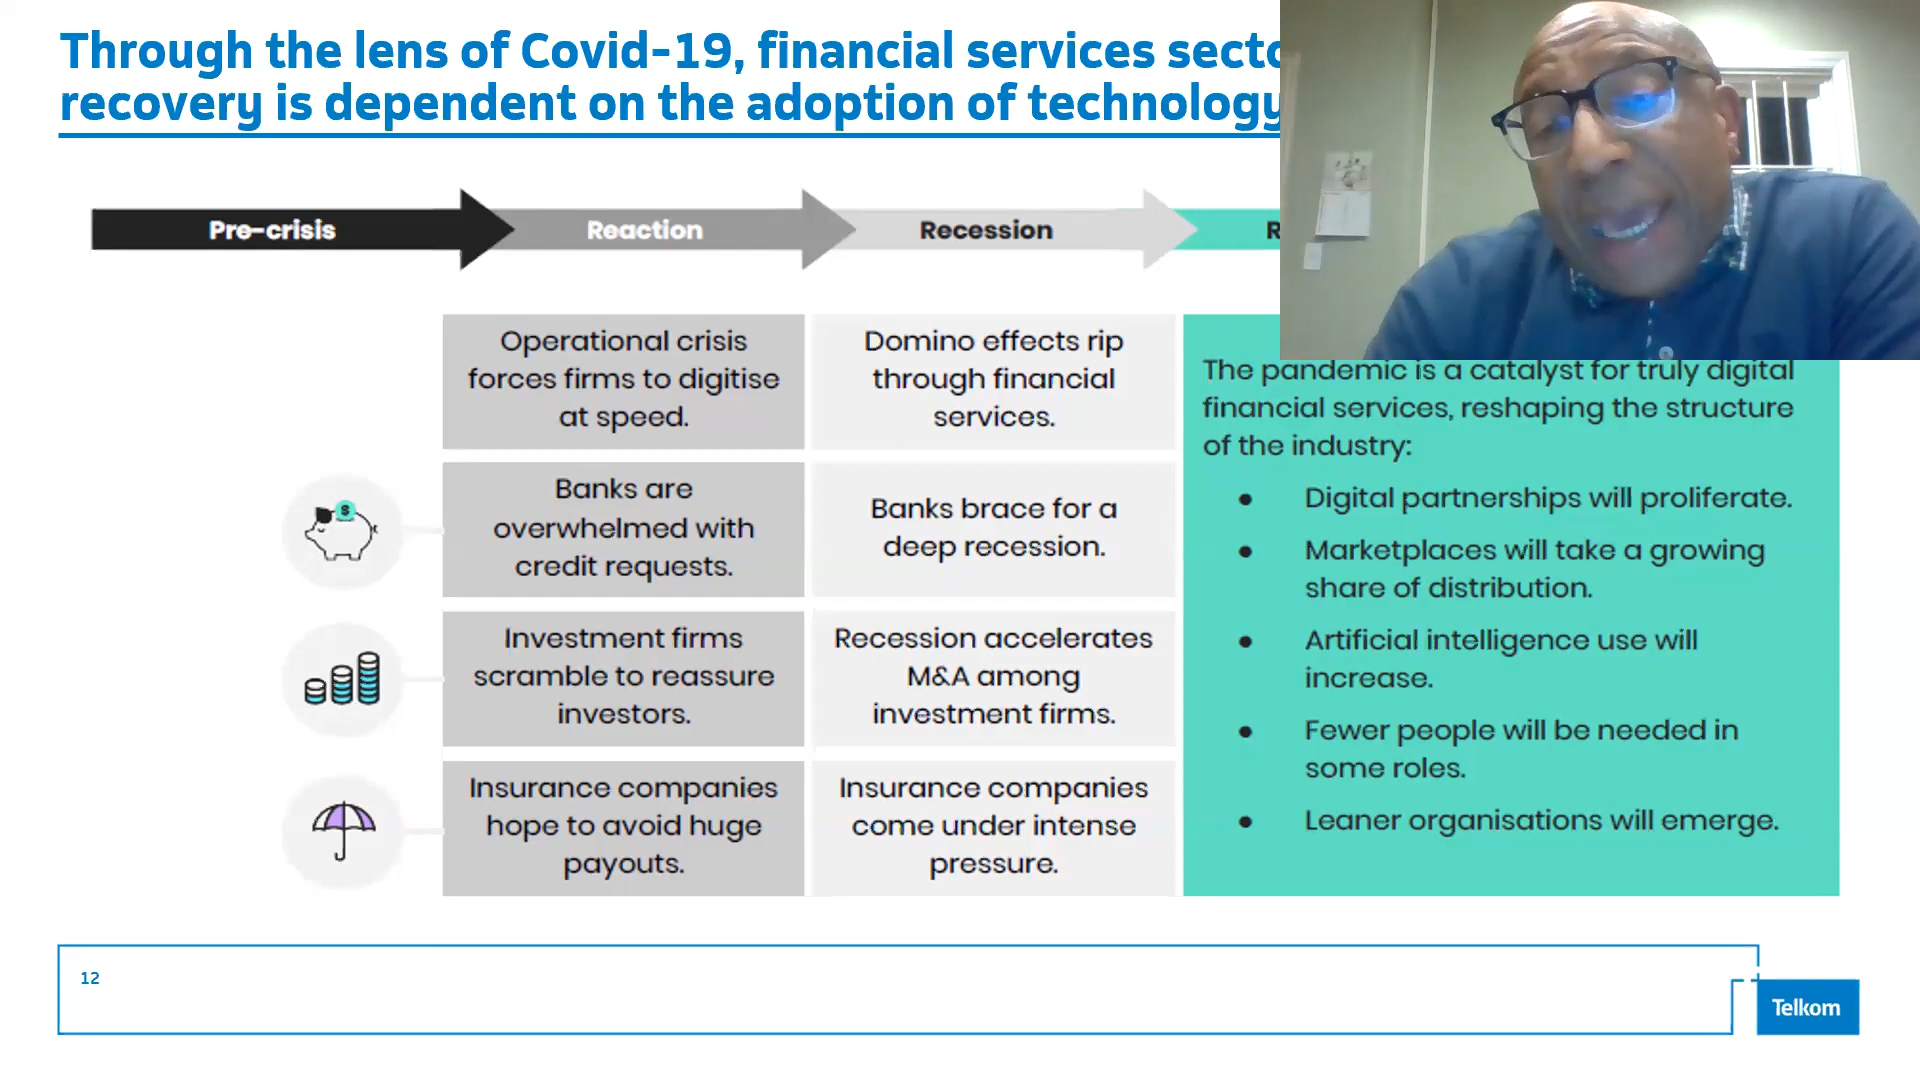 Through the lens of Covid-19, financial services
recovery is dependent on the adoption of technology
Pre-crisis
Reaction
Recession
Operational crisis
forces firms to digitise
at speed.
Domino effects rip
through financial
services.
Banks are
overwhelmed with
credit requests.
Banks brace for a
deep recession.
Investment firms
scramble to reassure
investors.
Recession accelerates
M&A among
investment firms.
Insurance companies
hope to avoid huge
payouts.
Insurance companies
come under intense
pressure.
The pandemic is a catalyst for truly digital
financial services, reshaping the structure
of the industry:
● Digital partnerships will proliferate.
● Marketplaces will take a growing
share of distribution.
● Artificial intelligence use will
increase.
● Fewer people will be needed in
some roles.
● Leaner organisations will emerge.
12
Telkom